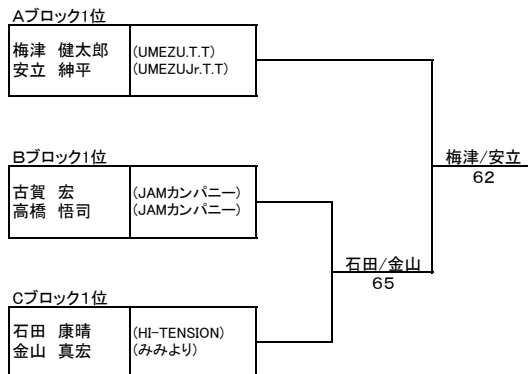 Aブロック1位
梅津 健太郎 (UMEZU.T.T)
安立 紳平 (UMEZUJr.T.T)
梅津/安立
62
Bブロック1位
古賀 宏 (JAMカンパニー)
高橋 悟司 (JAMカンパニー)
石田/金山
65
Cブロック1位
石田 康晴 (HI-TENSION)
金山 真宏 (みみより)